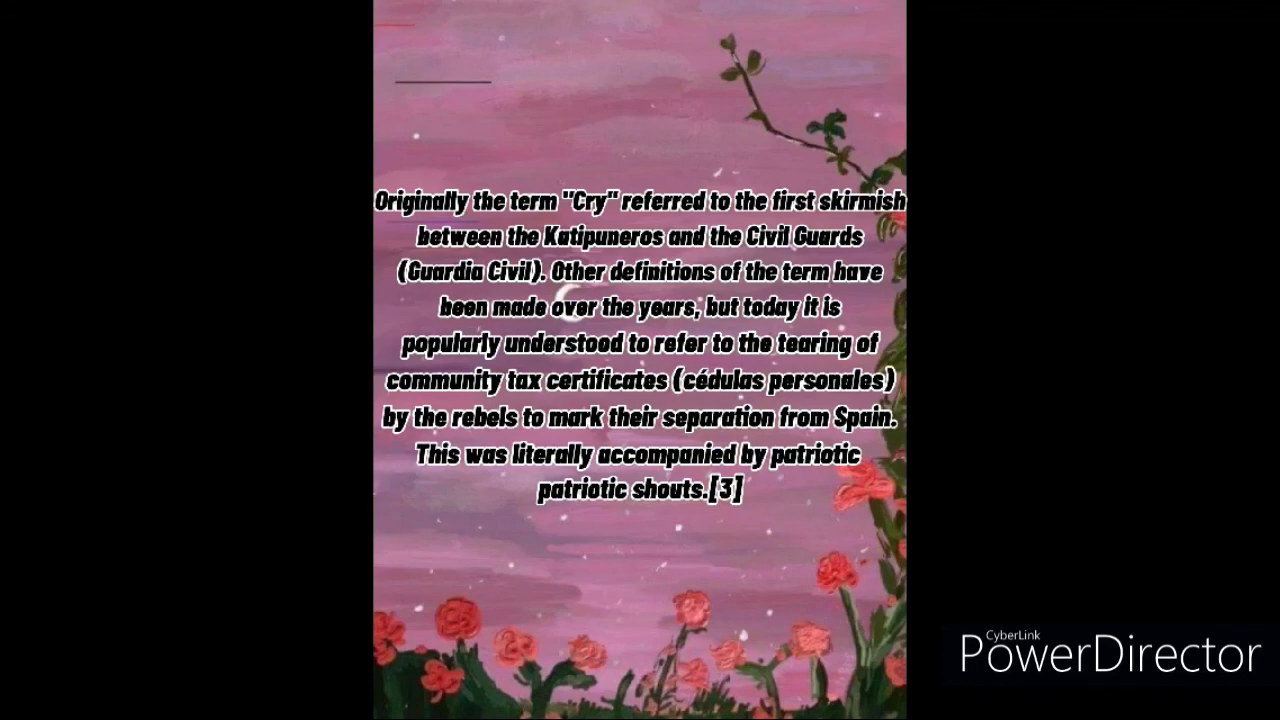 Originally the term "Cry" referred to the first skirmish
between the Katipuneros and the Civil Guards
(Guardia Civil). Other definitions of the term have
been made over the years, but today it is
popularly understood to refer to the tearing of
community tax certificates (cédulas personales)
by the rebels to mark their separation from Spain.
This was literally accompanied by patriotic
patriotic shouts.[3]
CyberLink
PowerDirector